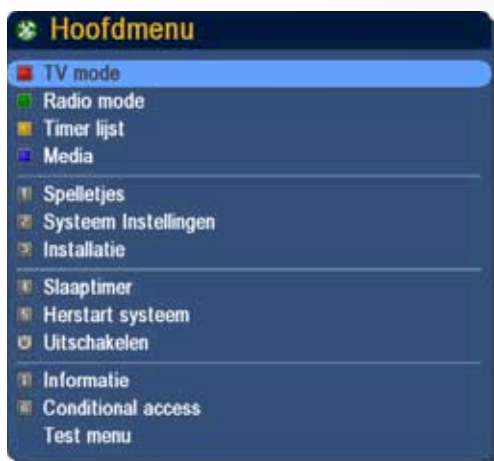 Hoofdmenu
TV mode
Radio mode
Timer lijst
Media
Spelletjes
Systeem Instellingen
Installatie
Slaaptimer
Herstart systeem
Uitschakelen
Informatie
Conditional access
Test menu